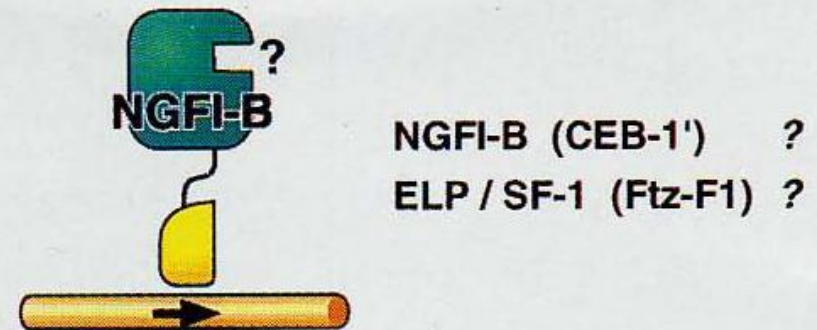 ?
NGFI-B
NGFI-B (CEB-1') ?
ELP / SF-1 (Ftz-F1) ?